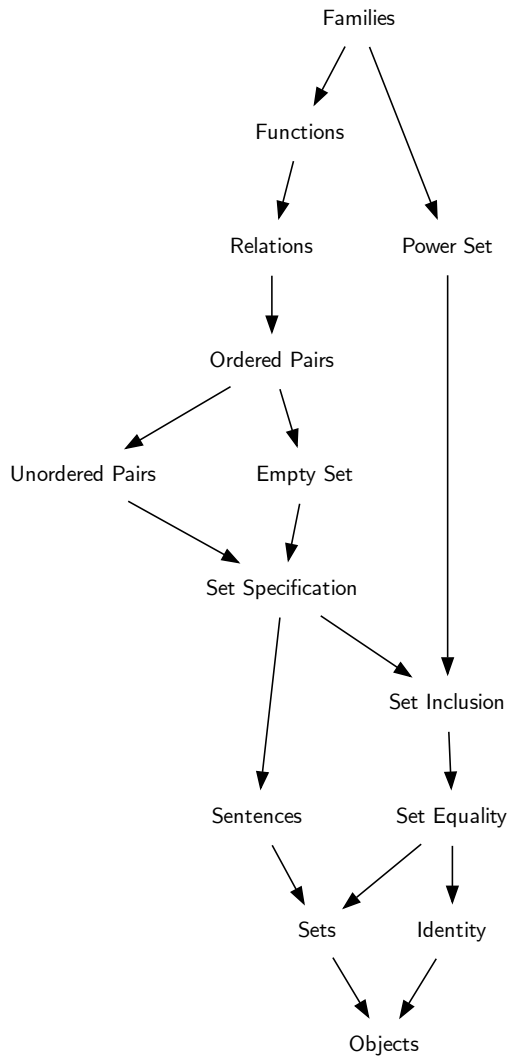 Families
Functions
Relations
Power Set
Ordered Pairs
Unordered Pairs
Empty Set
Set Specification
Set Inclusion
Sentences
Set Equality
Sets
Identity
Objects